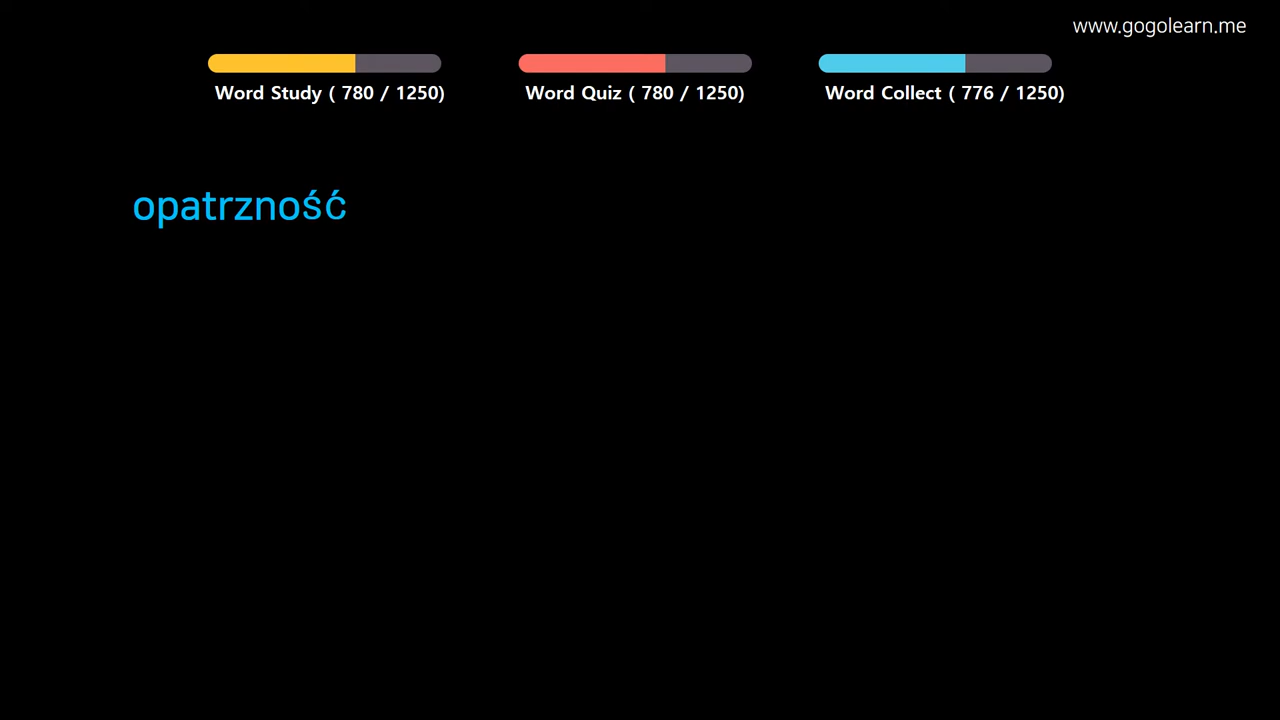 www.gogolearn.me
Word Study ( 780 / 1250)
Word Quiz ( 780 / 1250)
Word Collect ( 776 / 1250)
opatrzność